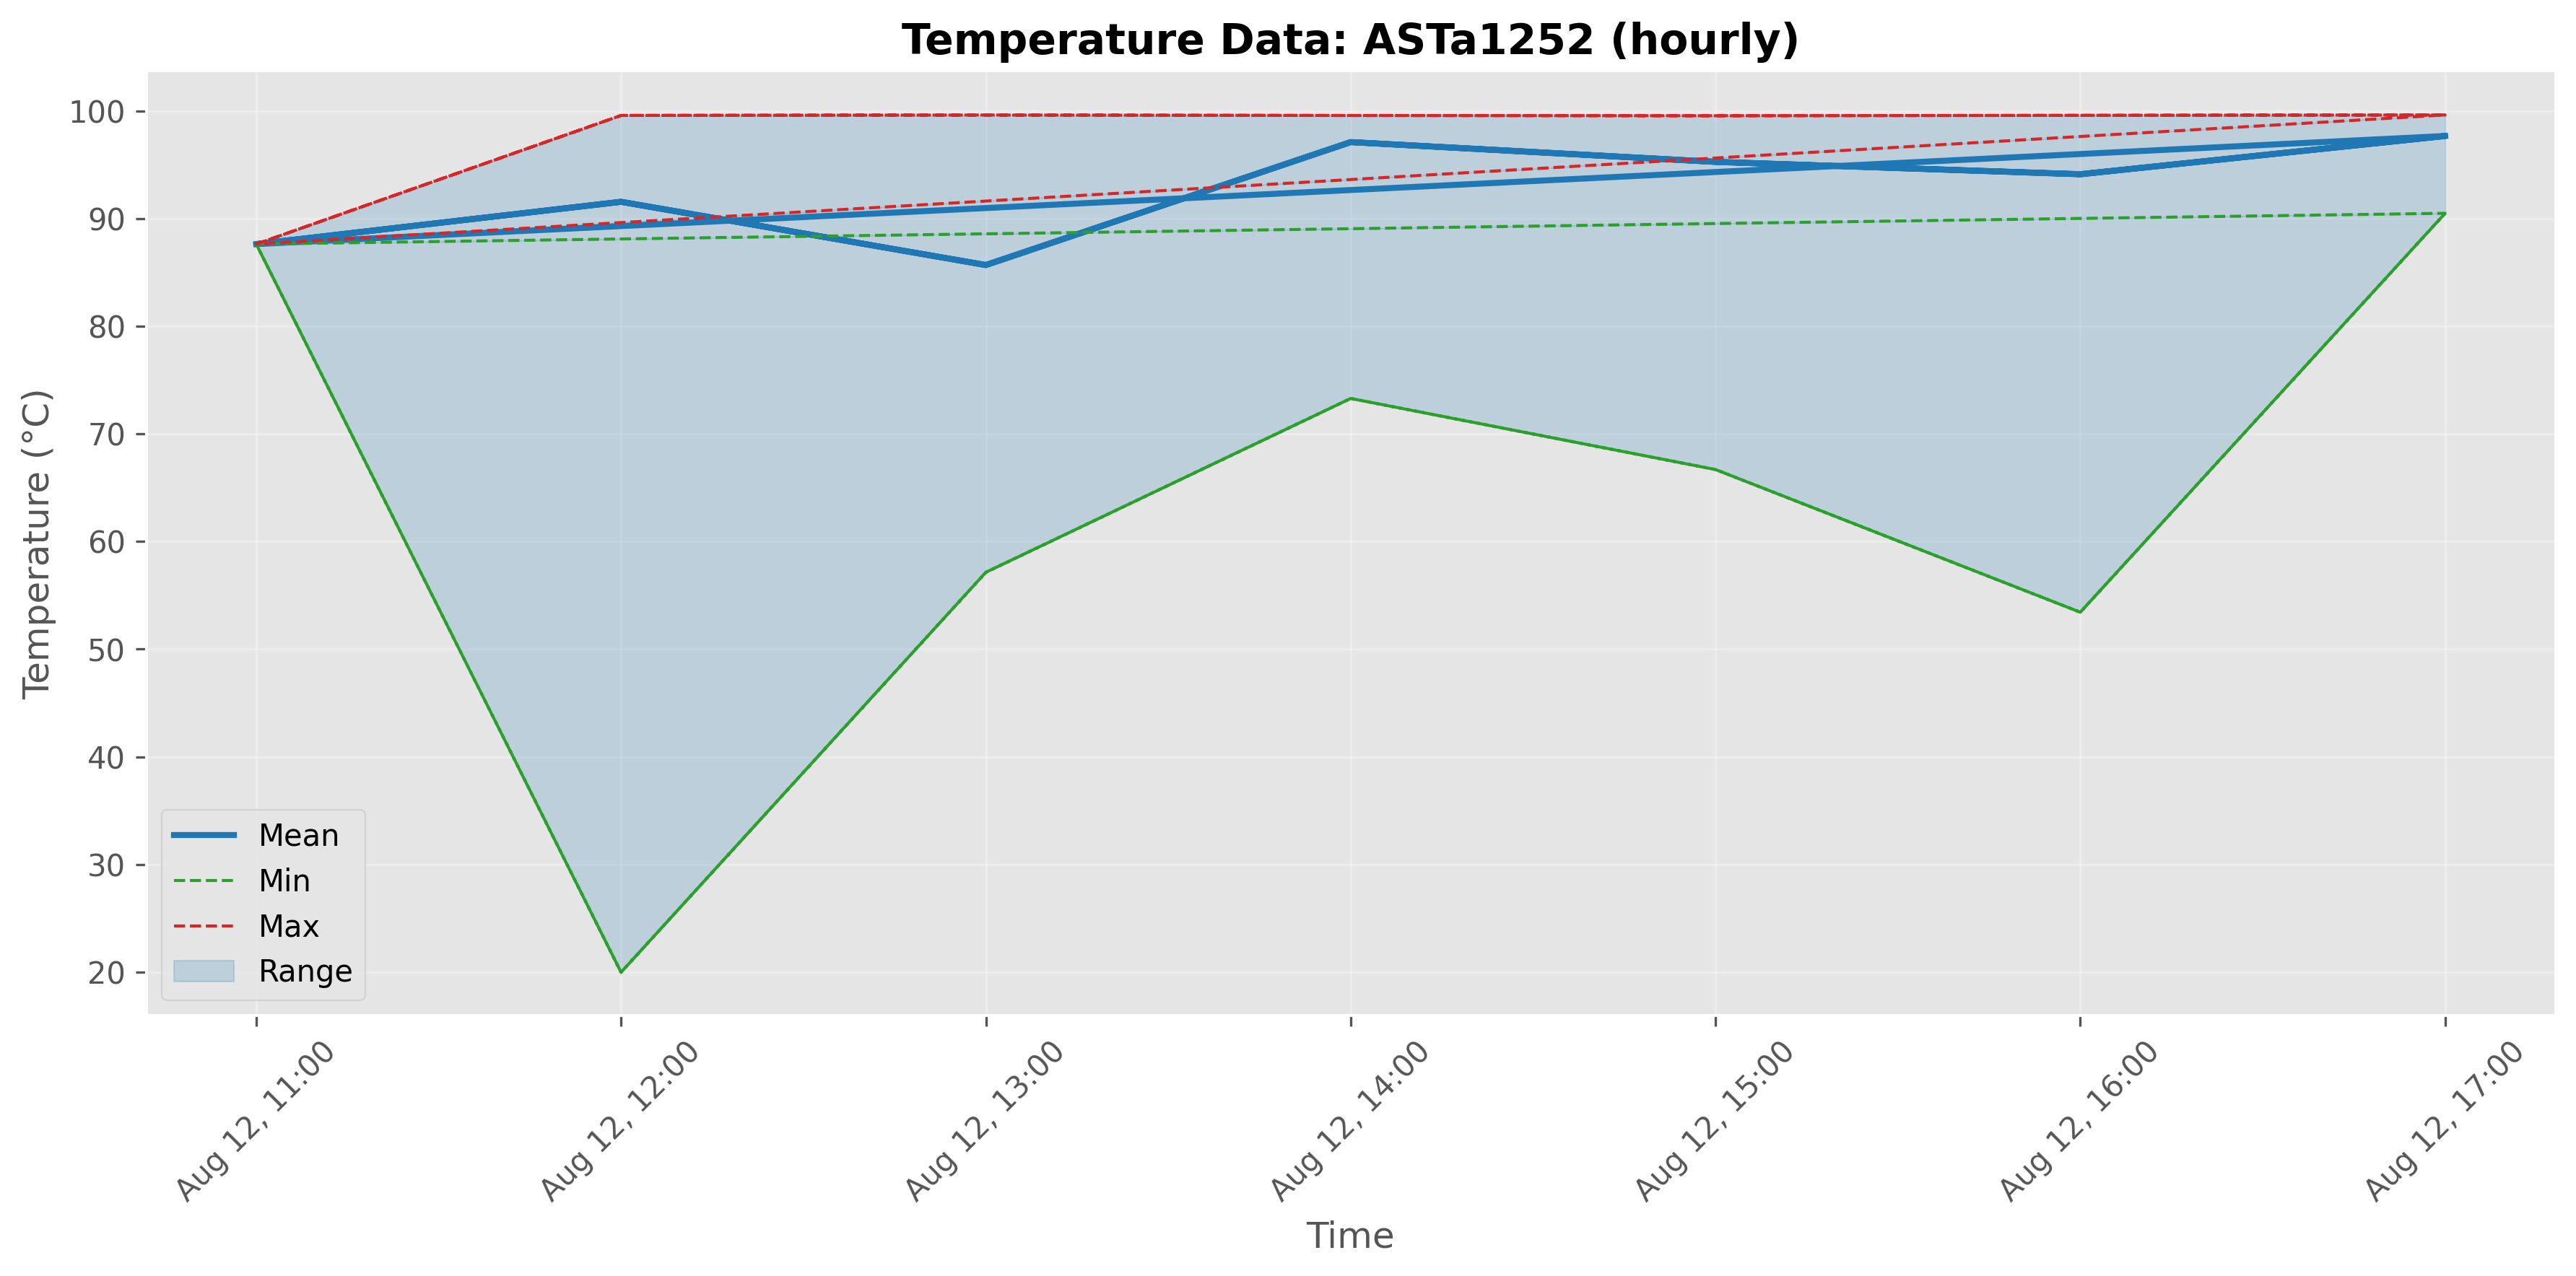 Temperature Data: ASTa1252 (hourly)
Temperature (°C)
100
90
80
70
60
50
40
30
20
Mean
Min
Max
Range
Aug 12, 11:00
Aug 12, 12:00
Aug 12, 13:00
Aug 12, 14:00
Aug 12, 15:00
Aug 12, 16:00
Aug 12, 17:00
Time